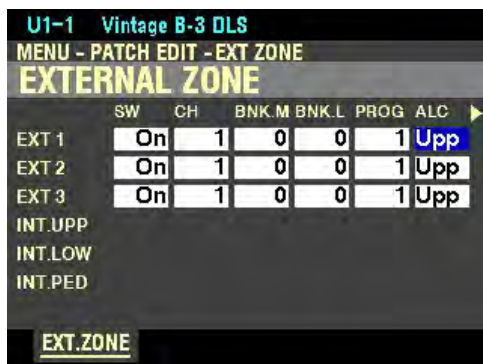 U1-1 Vintage B-3 DLS
MENU - PATCH EDIT - EXT ZONE
EXTERNAL ZONE
SW CH BNK.M BNK.L PROG ALC
EXT 1 On 1 0 0 1 Upp
EXT 2 On 1 0 0 1 Upp
EXT 3 On 1 0 0 1 Upp
INT.UPP
INT.LOW
INT.PED
EXT.ZONE